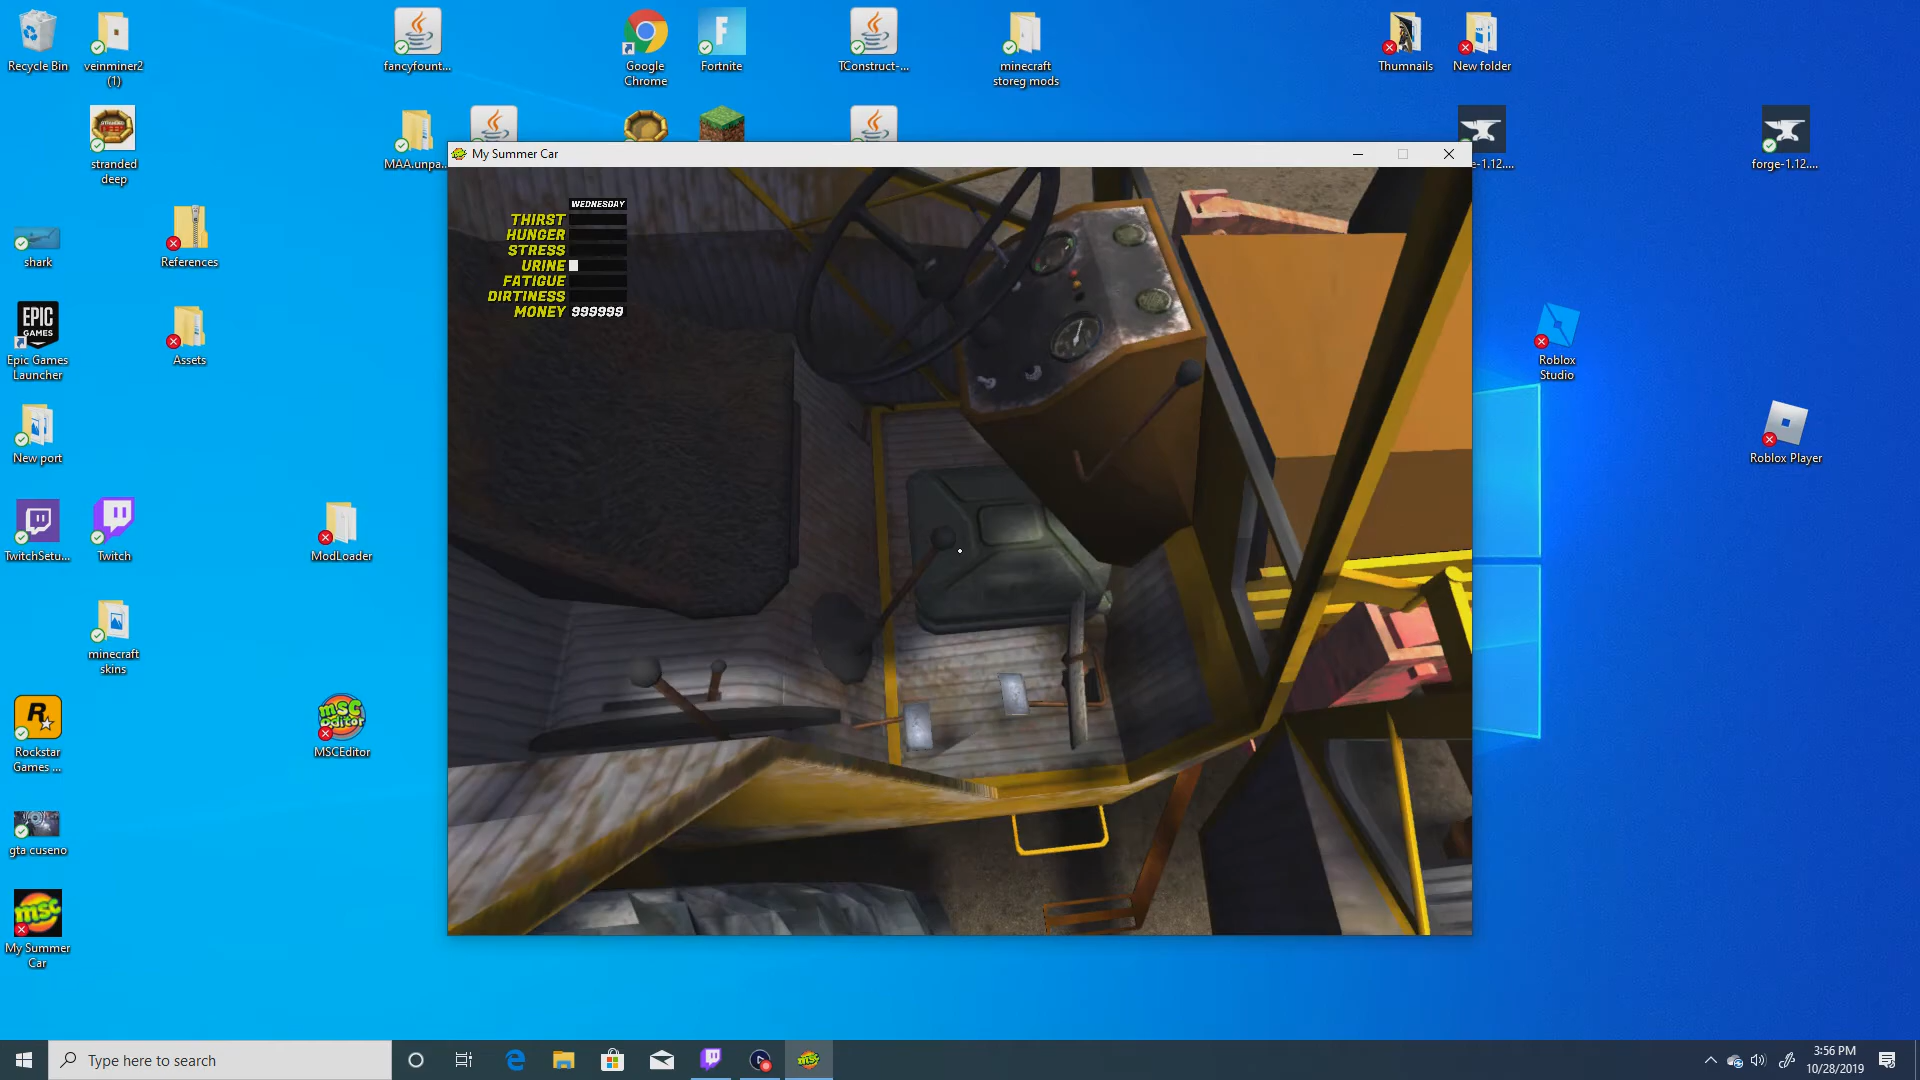 Recycle Bin
veinminer2
(1)
fancyfount...
Google
Chrome
Fortnite
TConstruct-...
minecraft
storeg mods
Thumnails
New folder
stranded
deep
MAA.unpa...
e-1.12....
forge-1.12....
My Summer Car
WEDNESDAY
THIRST
HUNGER
STRESS
URINE
FATIGUE
DIRTINESS
MONEY 999999
shark
References
EPIC
GAMES
Epic Games
Launcher
Assets
Roblox
Studio
New port
Roblox Player
TwitchSetu...
Twitch
ModLoader
minecraft
skins
Rockstar
Games ...
msc
editor
MSCEditor
gta cuseno
msc
My Summer
Car
Type here to search
3:56 PM
10/28/2019